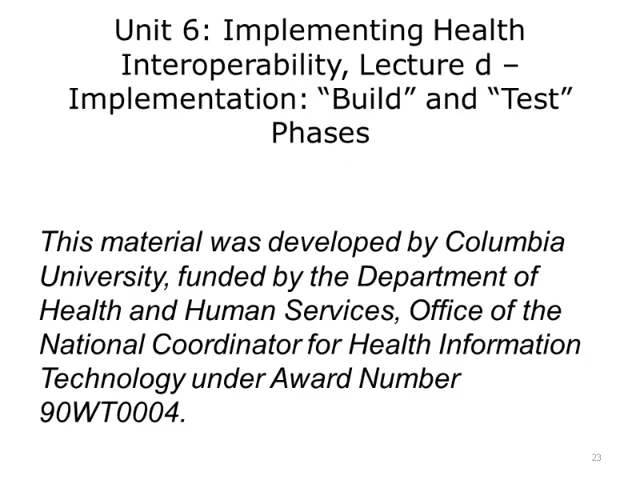 Unit 6: Implementing Health
Interoperability, Lecture d –
Implementation: “Build” and “Test”
Phases
This material was developed by Columbia
University, funded by the Department of
Health and Human Services, Office of the
National Coordinator for Health Information
Technology under Award Number
90WT0004.
23